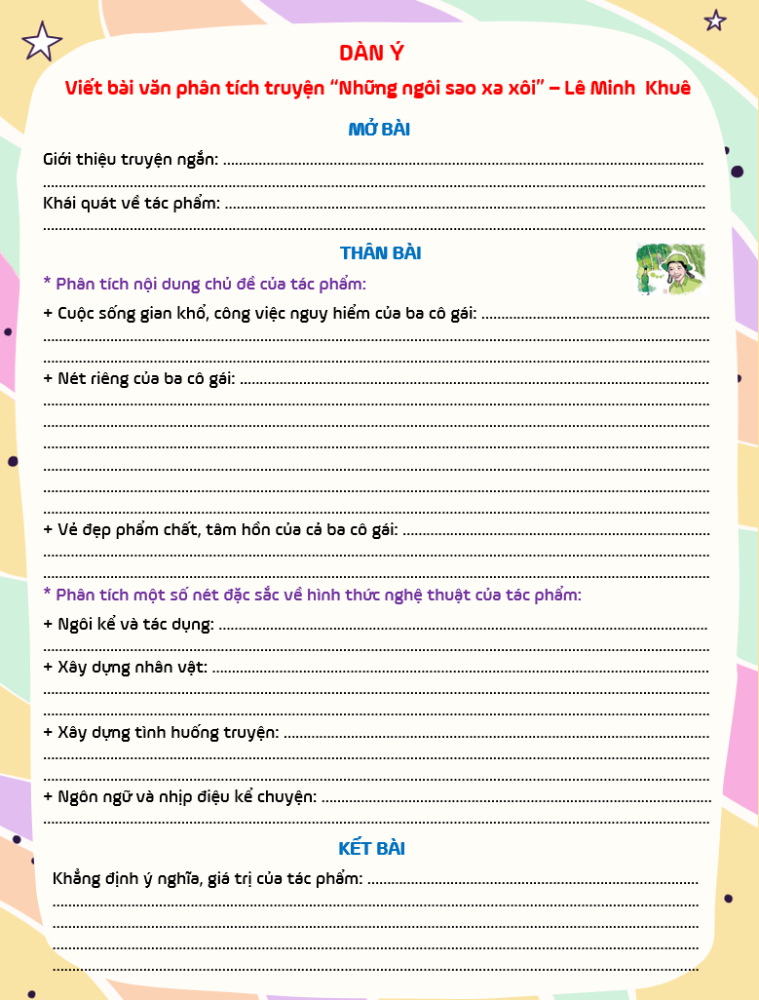 DÀN Ý
Viết bài văn phân tích truyện “Những ngôi sao xa xôi” – Lê Minh Khuê
MỞ BÀI
Giới thiệu truyện ngắn: ....................
....................
Khái quát về tác phẩm: ....................
....................
THÂN BÀI
* Phân tích nội dung chủ đề của tác phẩm:
+ Cuộc sống gian khổ, công việc nguy hiểm của ba cô gái: ....................
....................
....................
+ Nét riêng của ba cô gái: ....................
....................
....................
....................
....................
....................
....................
+ Vẻ đẹp phẩm chất, tâm hồn của cả ba cô gái: ....................
....................
....................
* Phân tích một số nét đặc sắc về hình thức nghệ thuật của tác phẩm:
+ Ngôi kể và tác dụng: ....................
....................
+ Xây dựng nhân vật: ....................
....................
....................
+ Xây dựng tình huống truyện: ....................
....................
....................
+ Ngôn ngữ và nhịp điệu kể chuyện: ....................
....................
KẾT BÀI
Khẳng định ý nghĩa, giá trị của tác phẩm: ....................
....................
....................
....................
....................